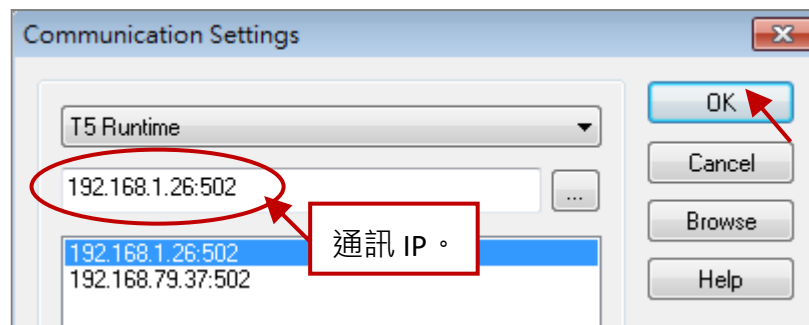 Communication Settings
T5 Runtime
OK
192.168.1.26:502
...
Cancel
通訊 IP。
Browse
192.168.1.26:502
192.168.79.37:502
Help